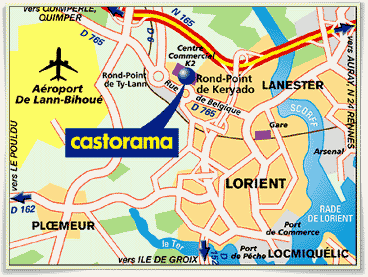 vers QUIMPERLE,
QUIMPER
N 165
D 6
Centre
Commercial
K2
Aéroport
De Lann-Bihoué
Rond-Point
de Ty-Lann
Rond-Point
de Keryado
LANESTER
vers AURAY, N 24 RENNES
Rue
de Belgique
D 765
D 765
SCORFF
castorama
Gare
Arsenal
vers LE POULDU
D 162
LORIENT
RADE
DE LORIENT
PLŒMEUR
Port
de Commerce
le Ter
Port
de Pêche
LOCMIQUÉLIC
vers ILE DE GROIX